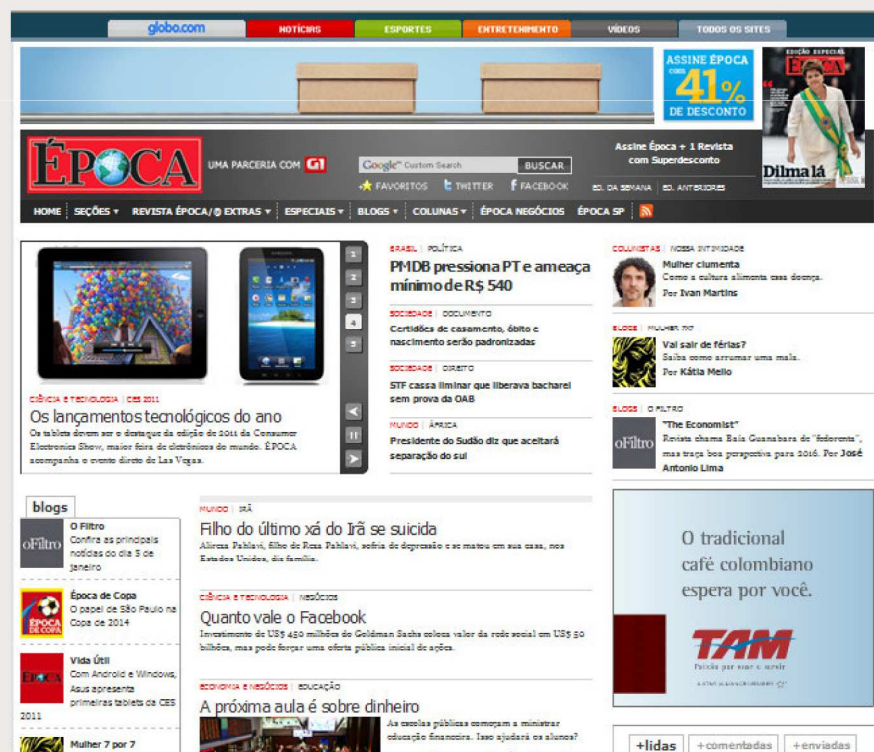 globo.com NOTÍCIAS ESPORTES ENTRETENIMENTO VÍDEOS TODOS OS SITES
ASSINE ÉPOCA
com
41%
DE DESCONTO
EDIÇÃO ESPECIAL
ÉPOCA
Dilma lá
ÉPOCA
UMA PARCERIA COM G1
Google™ Custom Search BUSCAR
FAVORITOS TWITTER FACEBOOK
Assine Época + 1 Revista
com Superdesconto
ED. DA SEMANA ED. ANTERIORES
HOME SEÇÕES REVISTA ÉPOCA/@ EXTRAS ESPECIAIS BLOGS COLUNAS ÉPOCA NEGÓCIOS ÉPOCA SP
1
2
3
4
5
CIÊNCIA E TECNOLOGIA | CES 2011
Os lançamentos tecnológicos do ano
Os tablets devem ser o destaque da edição de 2011 da Consumer
Electronics Show, maior feira de eletrônicos do mundo. ÉPOCA
acompanha o evento direto de Las Vegas.
BRASIL | POLÍTICA
PMDB pressiona PT e ameaça
mínimo de R$ 540
SOCIEDADE | DOCUMENTO
Certidões de casamento, óbito e
nascimento serão padronizadas
SOCIEDADE | DIREITO
STF cassa liminar que liberava bacharel
sem prova da OAB
MUNDO | ÁFRICA
Presidente do Sudão diz que aceitará
separação do sul
COLUNISTAS | NOSSA INTIMIDADE
Mulher ciumenta
Como a cultura alimenta essa doença.
Por Ivan Martins
BLOGS | MULHER 7X7
Vai sair de férias?
Saiba como arrumar uma mala.
Por Kátia Mello
BLOGS | O FILTRO
oFiltro
"The Economist"
Revista chama Baía Guanabara de "fedorenta",
mas traça boa perspectiva para 2016. Por José
Antonio Lima
blogs
oFiltro
O Filtro
Confira as principais
notícias do dia 5 de
janeiro
ÉPOCA
DE COPA
Época de Copa
O papel de São Paulo na
Copa de 2014
ÉPOCA
Vida Útil
Com Android e Windows,
Asus apresenta
primeiras tablets da CES
2011
Mulher 7 por 7
MUNDO | IRÃ
Filho do último xá do Irã se suicida
Alireza Pahlavi, filho de Reza Pahlavi, sofria de depressão e se matou em sua casa, nos
Estados Unidos, diz família.
CIÊNCIA E TECNOLOGIA | NEGÓCIOS
Quanto vale o Facebook
Investimento de US$ 450 milhões do Goldman Sachs coloca valor da rede social em US$ 50
bilhões, mas pode forçar uma oferta pública inicial de ações.
ECONOMIA E NEGÓCIOS | EDUCAÇÃO
A próxima aula é sobre dinheiro
As escolas públicas começam a ministrar
educação financeira. Isso ajudará os alunos?
O tradicional
café colombiano
espera por você.
TAM
Paixão por voar e servir
+lidas +comentadas +enviadas